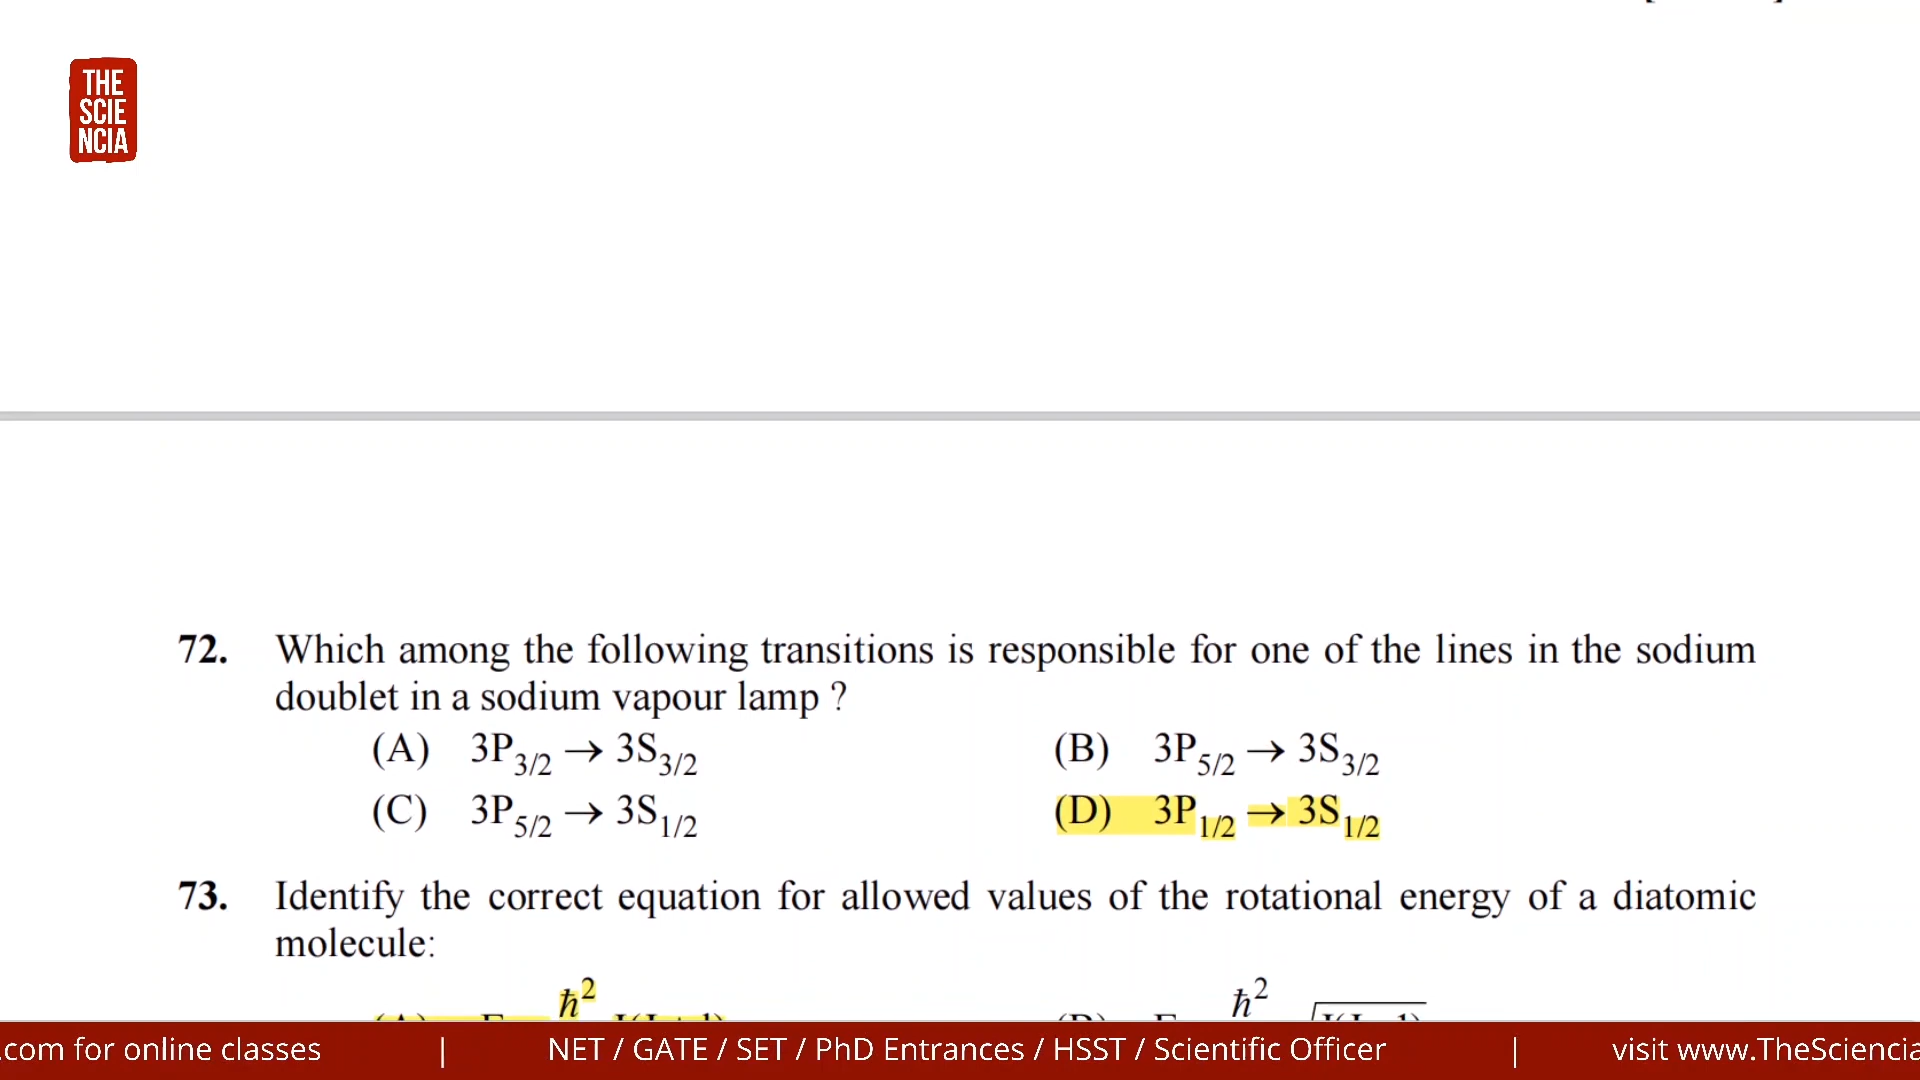 THE
SCIE
NCIA
72. Which among the following transitions is responsible for one of the lines in the sodium
doublet in a sodium vapour lamp ?
(A) 3P3/2 → 3S3/2 (B) 3P5/2 → 3S3/2
(C) 3P5/2 → 3S1/2 (D) 3P1/2 → 3S1/2
73. Identify the correct equation for allowed values of the rotational energy of a diatomic
molecule:
ħ² ħ²
.com for online classes | NET / GATE / SET / PhD Entrances / HSST / Scientific Officer | visit www.TheSciencia